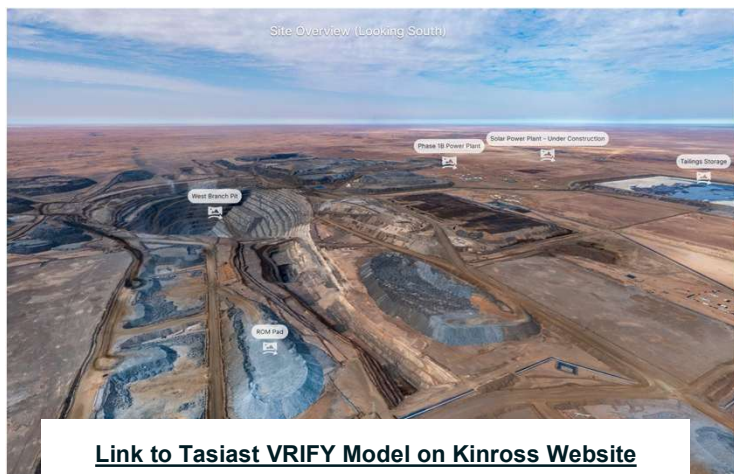 Site Overview (Looking South)
Solar Power Plant - Under Construction
Phase 1B Power Plant
Tailings Storage
West Branch Pit
ROM Pad
Link to Tasiast VRIFY Model on Kinross Website